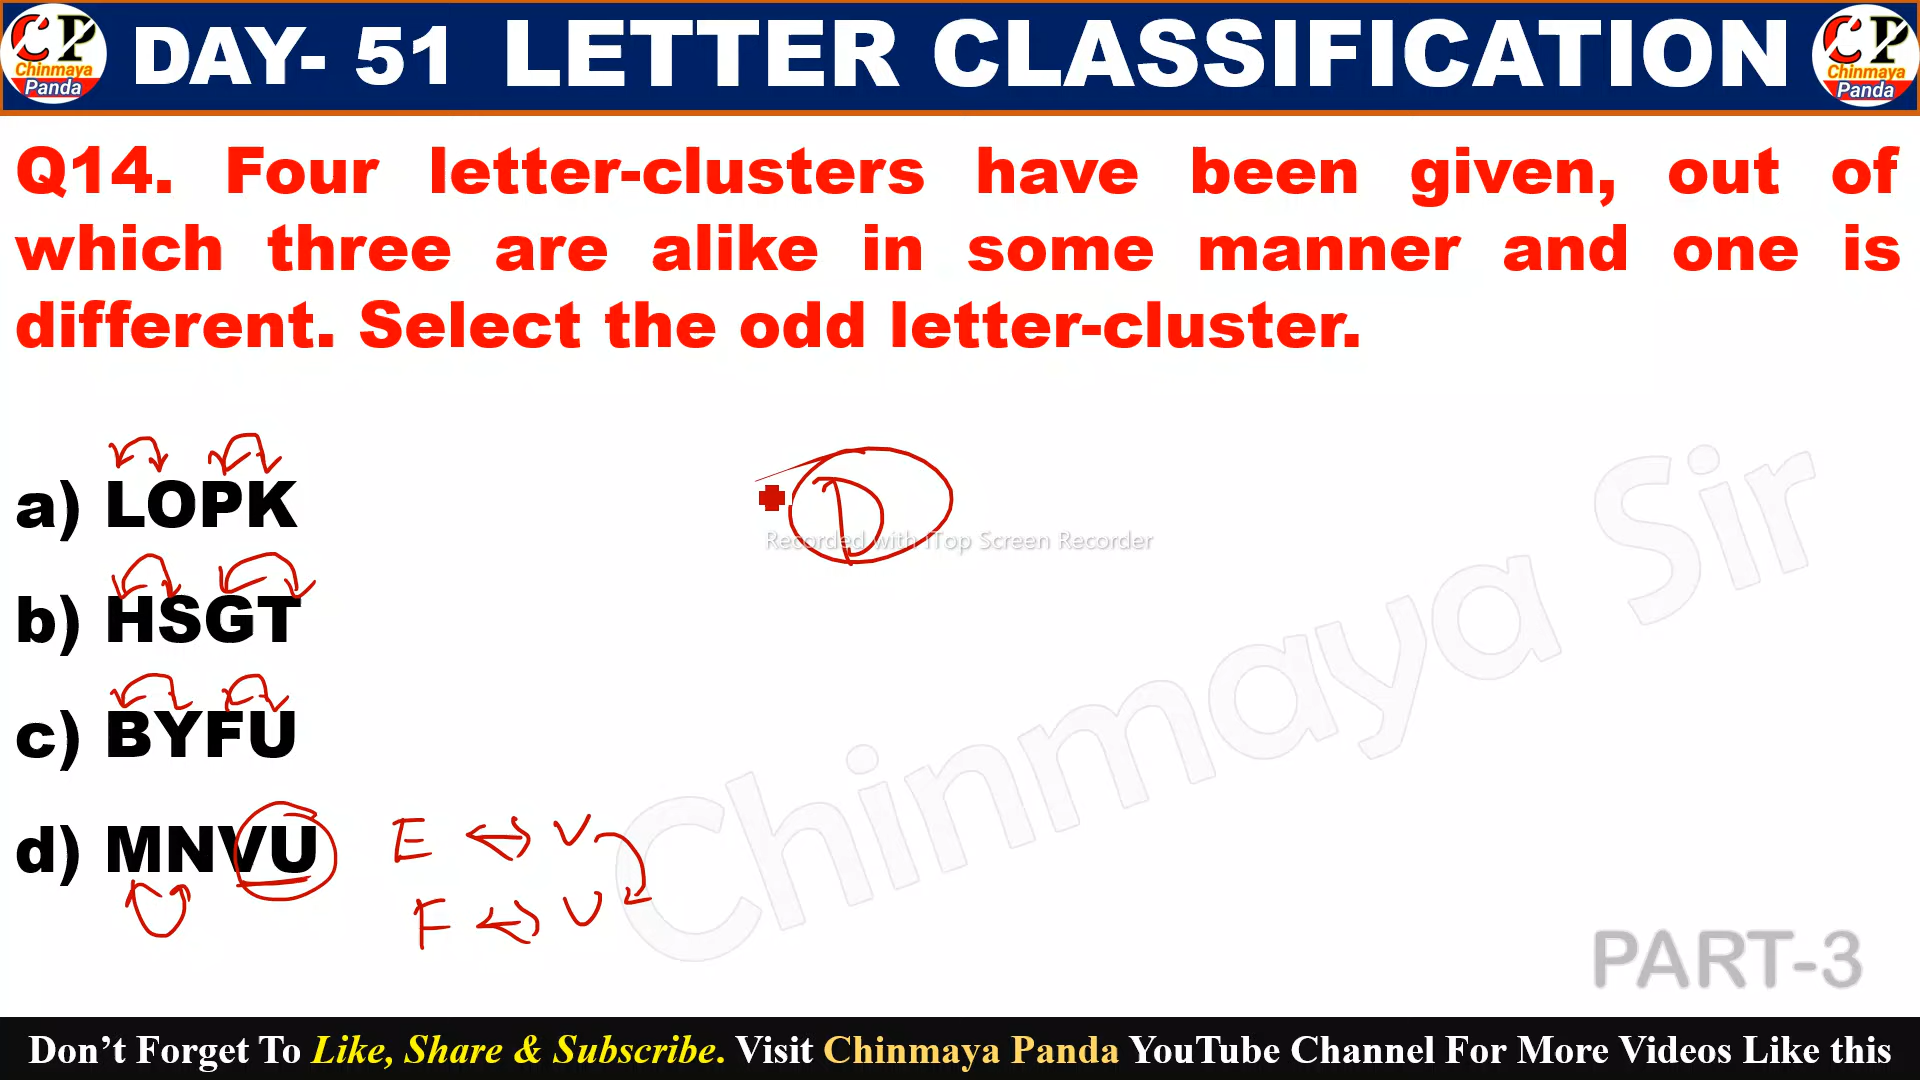 CP
Chinmaya
Panda
DAY- 51 LETTER CLASSIFICATION
CP
Chinmaya
Panda
Q14. Four letter-clusters have been given, out of
which three are alike in some manner and one is
different. Select the odd letter-cluster.
a) LOPK
D
Recorded with iTop Screen Recorder
b) HSGT
c) BYFU
d) MNVU
E ↔ V
F ↔ U
Chinmaya Sir
PART-3
Don’t Forget To Like, Share & Subscribe. Visit Chinmaya Panda YouTube Channel For More Videos Like this